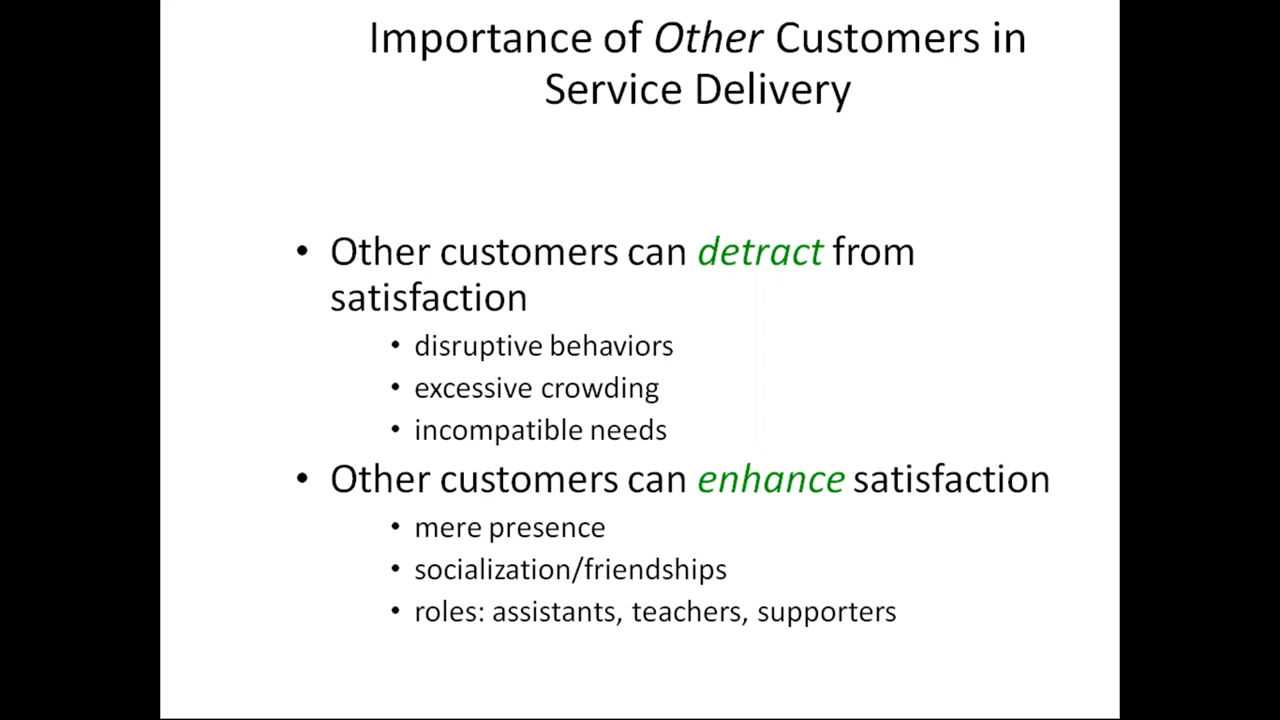 Importance of Other Customers in
Service Delivery
• Other customers can detract from
satisfaction
• disruptive behaviors
• excessive crowding
• incompatible needs
• Other customers can enhance satisfaction
• mere presence
• socialization/friendships
• roles: assistants, teachers, supporters